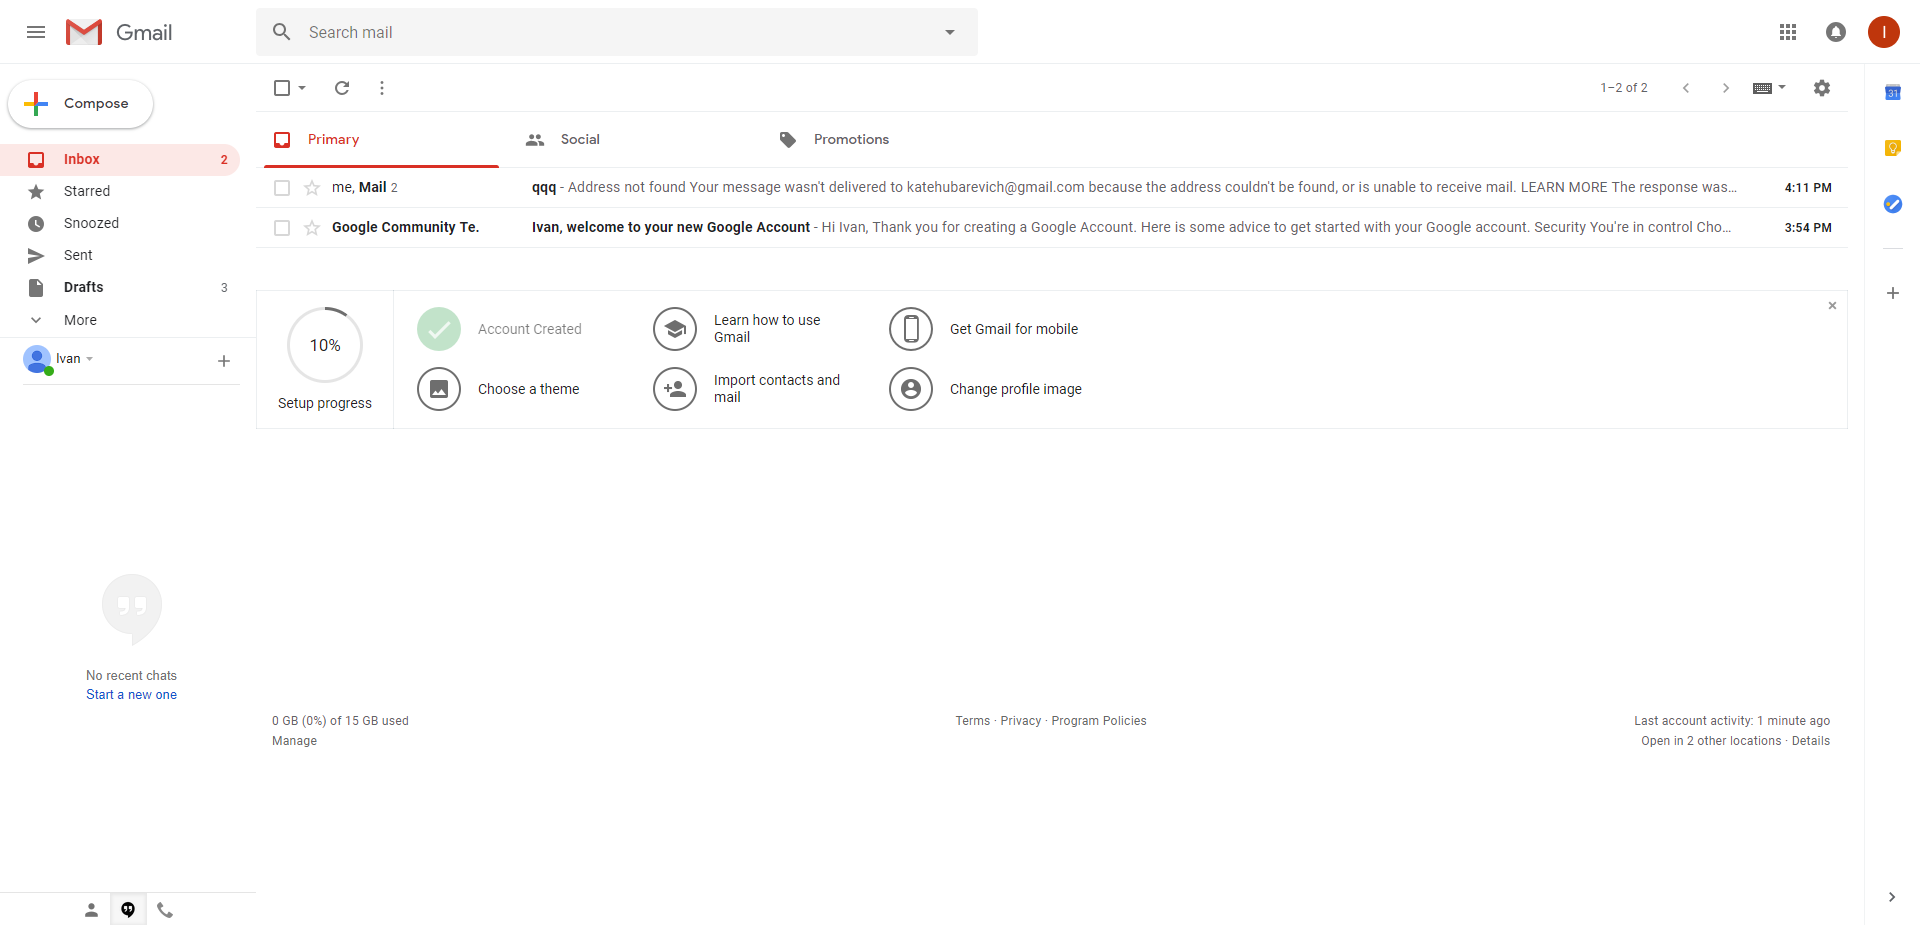 Gmail
Search mail
I
Compose
1–2 of 2
31
Primary
Social
Promotions
Inbox 2
Starred
Snoozed
Sent
Drafts 3
More
me, Mail 2 qqq - Address not found Your message wasn't delivered to katehubarevich@gmail.com because the address couldn't be found, or is unable to receive mail. LEARN MORE The response was... 4:11 PM
Google Community Te. Ivan, welcome to your new Google Account - Hi Ivan, Thank you for creating a Google Account. Here is some advice to get started with your Google account. Security You're in control Cho... 3:54 PM
Ivan
10%
Setup progress
Account Created
Learn how to use
Gmail
Get Gmail for mobile
Choose a theme
Import contacts and
mail
Change profile image
No recent chats
Start a new one
0 GB (0%) of 15 GB used
Manage
Terms · Privacy · Program Policies
Last account activity: 1 minute ago
Open in 2 other locations · Details